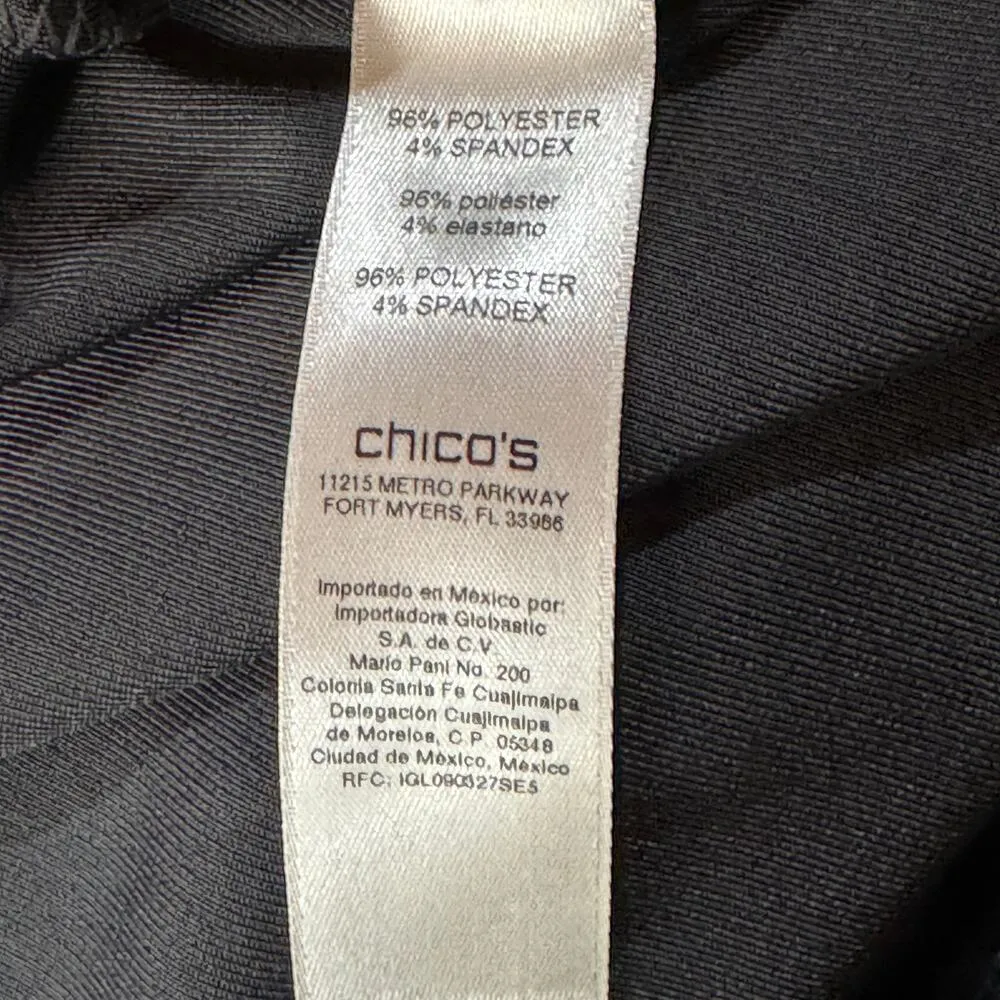 96% POLYESTER
4% SPANDEX
96% poliéster
4% elastano
96% POLYESTER
4% SPANDEX
chico's
11215 METRO PARKWAY
FORT MYERS, FL 33966
Importado en México por:
Importadora Globastic
S.A. de C.V.
Mario Pani No. 200
Colonia Santa Fe Cuajimalpa
Delegación Cuajimalpa
de Morelos, C.P. 05348
Ciudad de México, México
RFC: IGL090327SE5